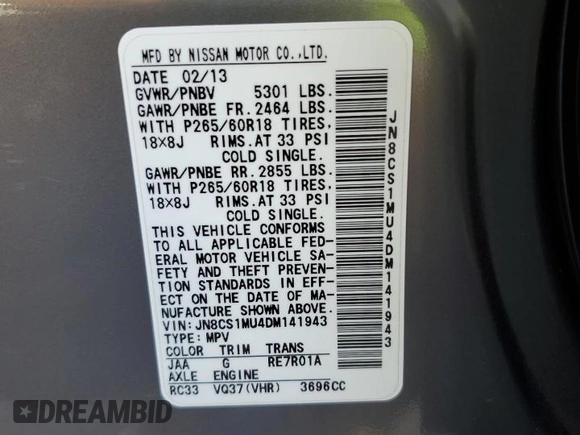 MFD BY NISSAN MOTOR CO.,LTD.
DATE 02/13
GVWR/PNBV 5301 LBS.
GAWR/PNBE FR. 2464 LBS.
WITH P265/60R18 TIRES,
18×8J RIMS.AT 33 PSI
COLD SINGLE.
GAWR/PNBE RR. 2855 LBS.
WITH P265/60R18 TIRES,
18×8J RIMS.AT 33 PSI
COLD SINGLE.
THIS VEHICLE CONFORMS
TO ALL APPLICABLE FED-
ERAL MOTOR VEHICLE SA-
FETY AND THEFT PREVEN-
TION STANDARDS IN EFF-
ECT ON THE DATE OF MA-
NUFACTURE SHOWN ABOVE.
VIN: JN8CS1MU4DM141943
TYPE: MPV
COLOR TRIM TRANS
JAA G RE7R01A
AXLE ENGINE
RC33 VQ37(VHR) 3696CC
JN8CS1MU4DM141943
DREAMBID